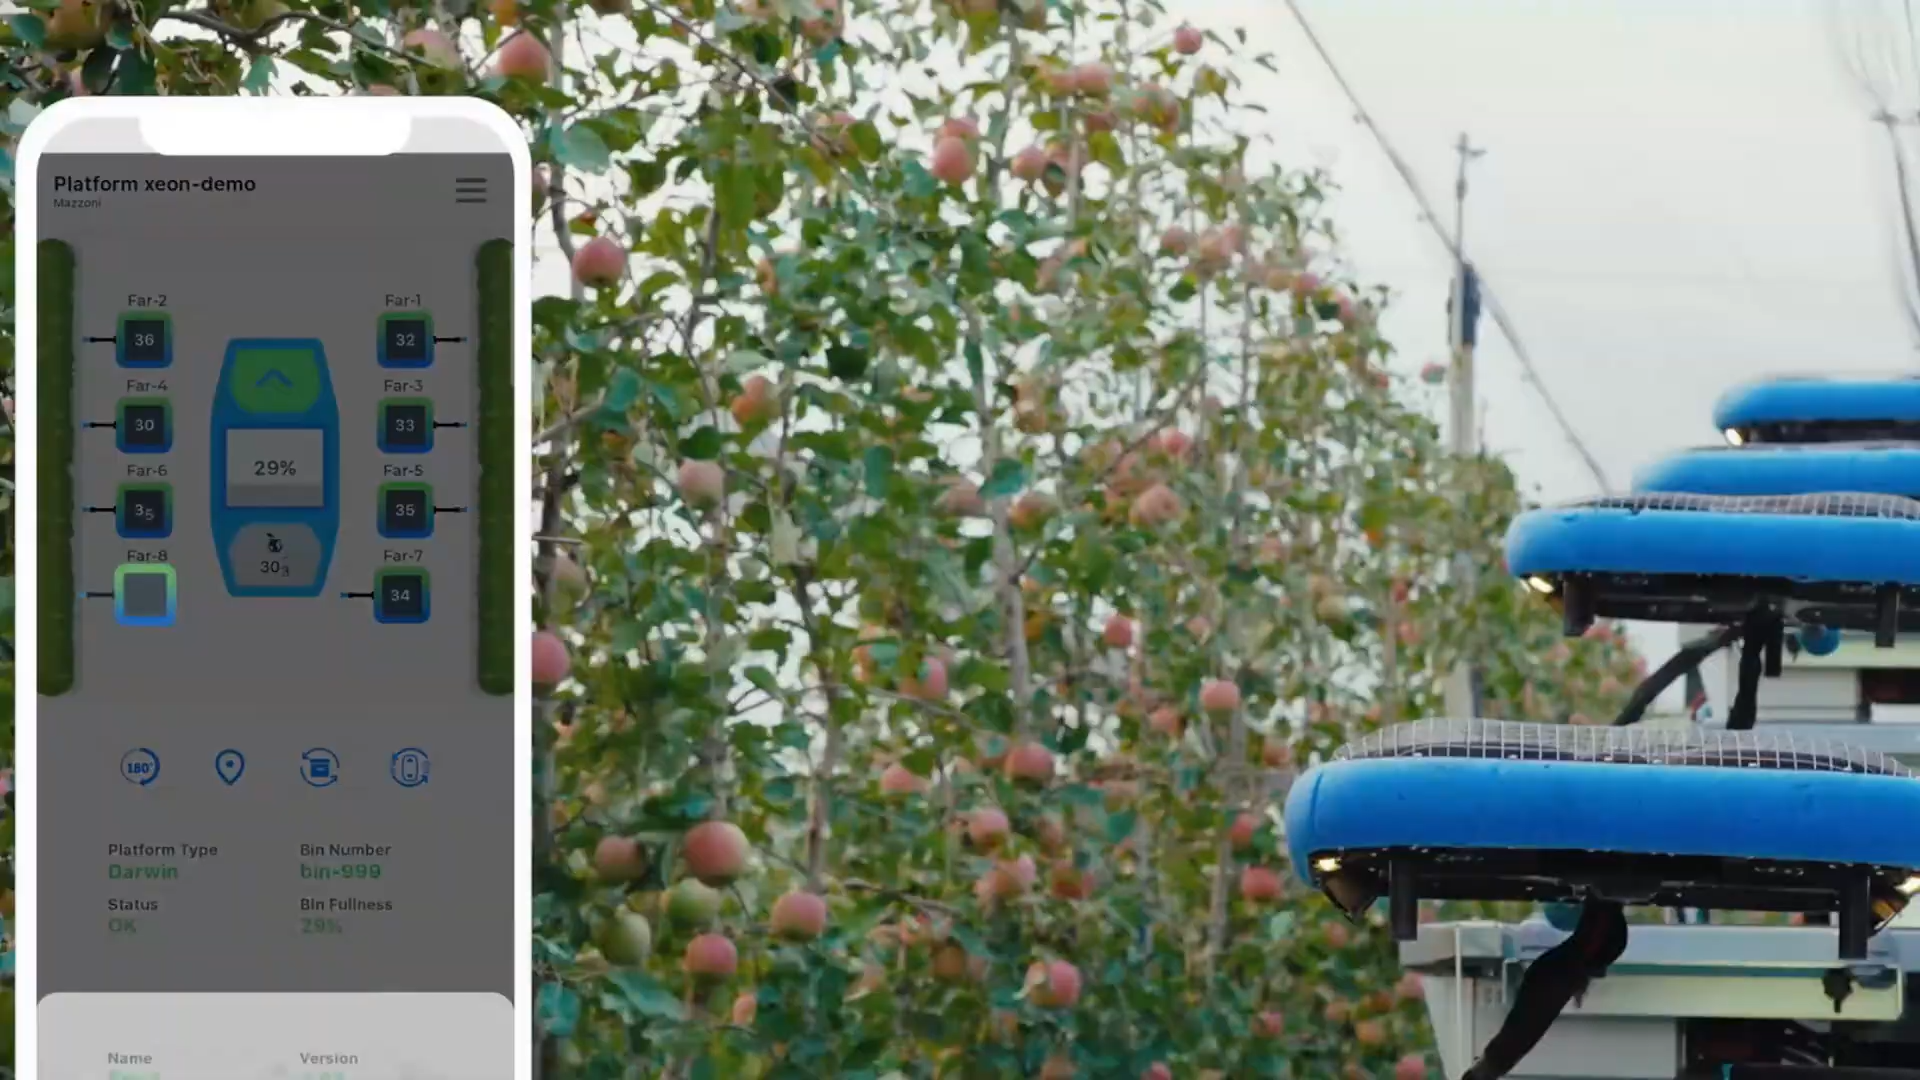 Platform xeon-demo
Mazzoni
Far-2
Far-1
36
32
Far-4
Far-3
30
33
29%
Far-6
Far-5
35
35
Far-8
Far-7
303
34
180°
Platform Type
Bin Number
Darwin
bin-999
Status
Bin Fullness
OK
29%
Name
Version